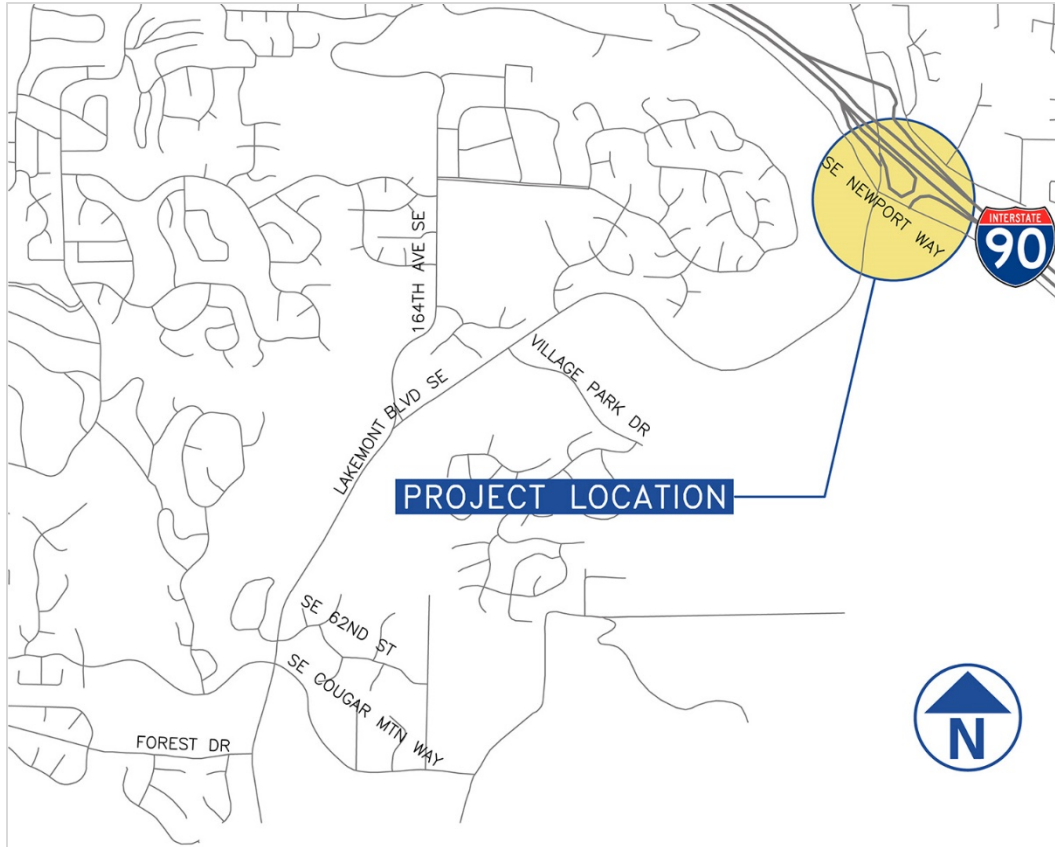 SE NEWPORT WAY
INTERSTATE
90
164TH AVE SE
VILLAGE PARK DR
LAKEMONT BLVD SE
PROJECT LOCATION
SE 62ND ST
SE COUGAR MTN WAY
FOREST DR
N